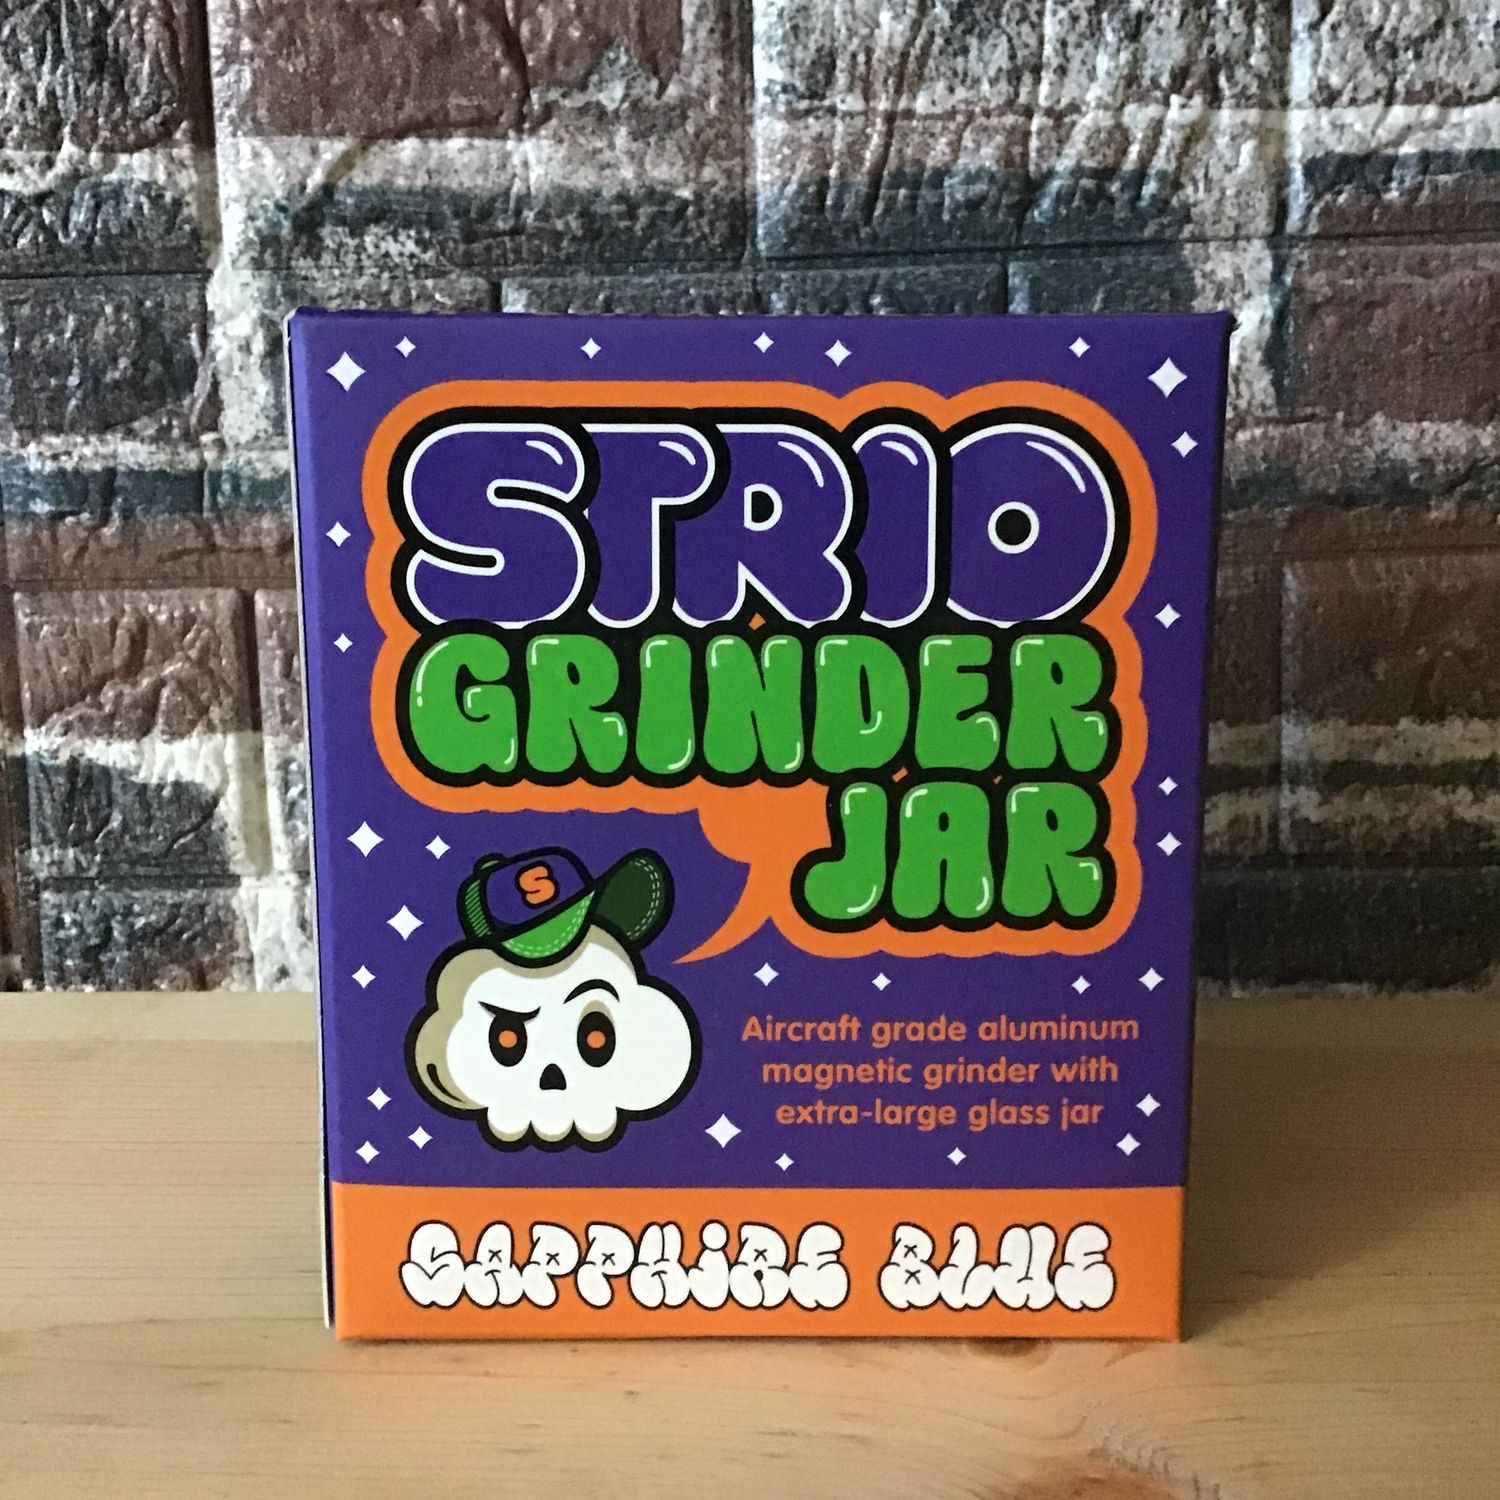 STRIO
GRINDER
JAR
S
Aircraft grade aluminum
magnetic grinder with
extra-large glass jar
SAPPHiRE BLUE